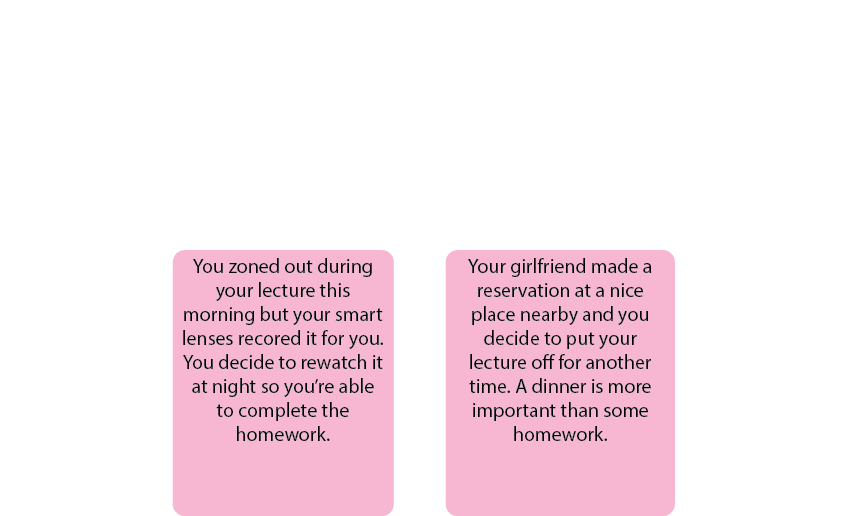 You zoned out during
your lecture this
morning but your smart
lenses recored it for you.
You decide to rewatch it
at night so you’re able
to complete the
homework.
Your girlfriend made a
reservation at a nice
place nearby and you
decide to put your
lecture off for another
time. A dinner is more
important than some
homework.